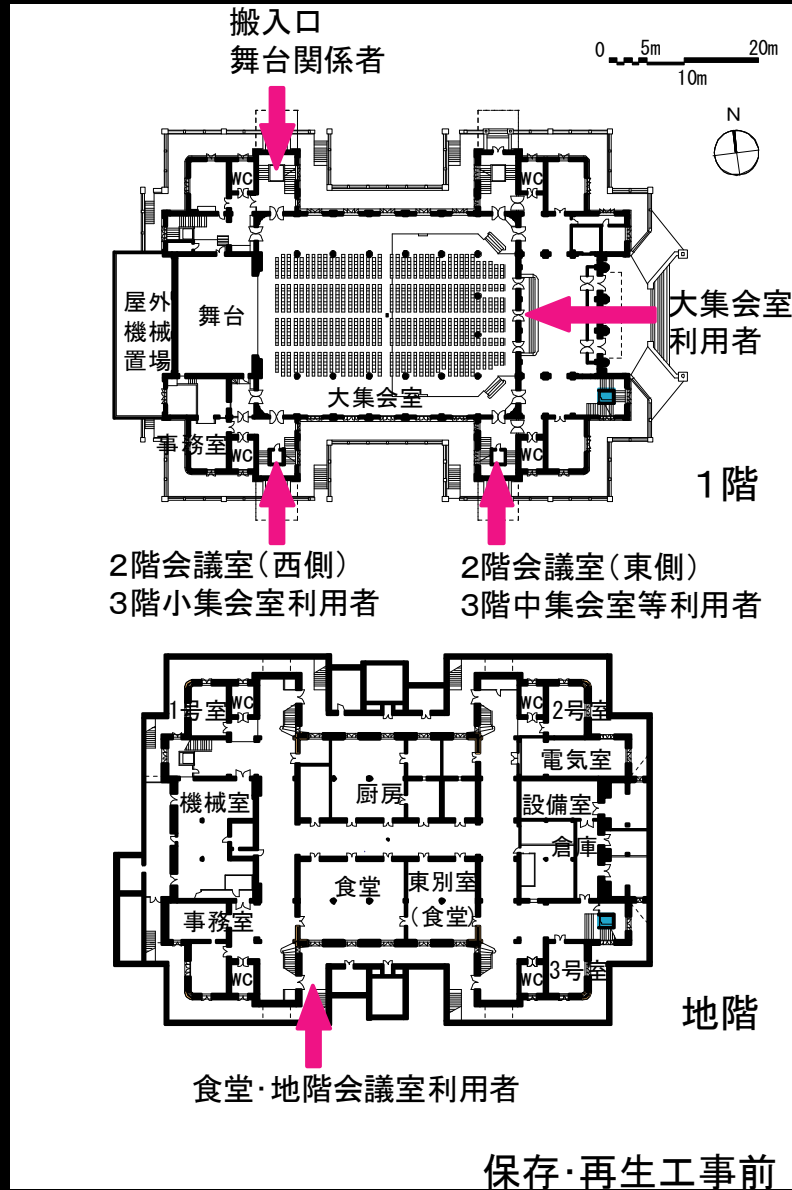 搬入口
舞台関係者
0 5m 20m
10m
N
WC
WC
屋外
機械
置場
舞台
大集会室
利用者
大集会室
事務室
WC
WC
1階
2階会議室(西側)
3階小集会室利用者
2階会議室(東側)
3階中集会室等利用者
1号室
WC
WC
2号室
電気室
機械室
厨房
設備室
倉庫
食堂
東別室
(食堂)
事務室
WC
WC
3号室
地階
食堂・地階会議室利用者
保存・再生工事前